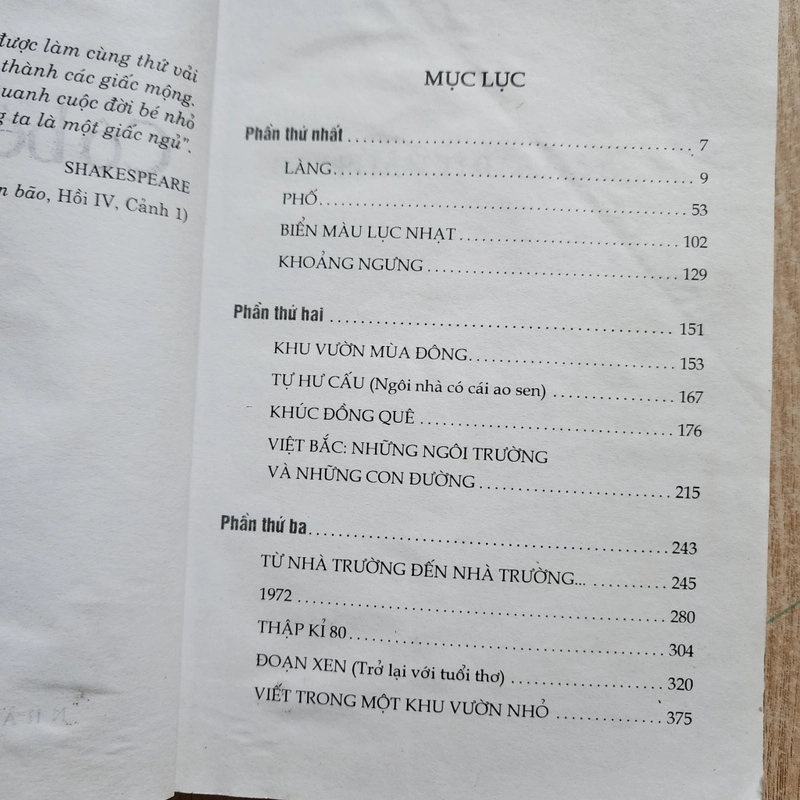 được làm cùng thứ vải
thành các giấc mộng.
cuộc đời bé nhỏ
ta là một giấc ngủ".
SHAKESPEARE
bão, Hồi IV, Cảnh 1)
MỤC LỤC
Phần thứ nhất ........ 7
LÀNG ........ 9
PHỐ ........ 53
BIỂN MÀU LỤC NHẠT ........ 102
KHOẢNG NGƯNG ........ 129
Phần thứ hai ........ 151
KHU VƯỜN MÙA ĐÔNG ........ 153
TỰ HƯ CẤU (Ngôi nhà có cái ao sen) ........ 167
KHÚC ĐỒNG QUÊ ........ 176
VIỆT BẮC: NHỮNG NGÔI TRƯỜNG
VÀ NHỮNG CON ĐƯỜNG ........ 215
Phần thứ ba ........ 243
TỪ NHÀ TRƯỜNG ĐẾN NHÀ TRƯỜNG... ........ 245
1972 ........ 280
THẬP KỈ 80 ........ 304
ĐOẠN XEN (Trở lại với tuổi thơ) ........ 320
VIẾT TRONG MỘT KHU VƯỜN NHỎ ........ 375